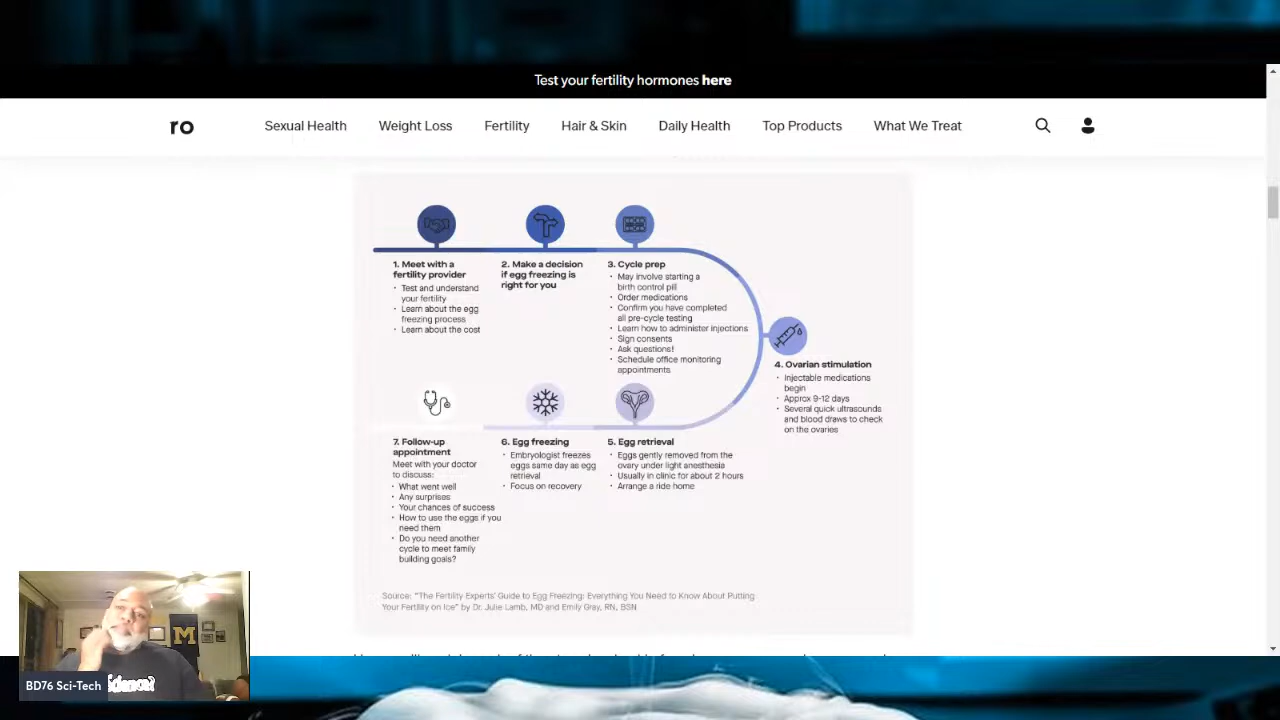 Test your fertility hormones here
ro
Sexual Health
Weight Loss
Fertility
Hair & Skin
Daily Health
Top Products
What We Treat
1. Meet with a
fertility provider
• Test and understand
your fertility
• Learn about the egg
freezing process
• Learn about the cost
2. Make a decision
if egg freezing is
right for you
3. Cycle prep
• May involve starting a
birth control pill
• Order medications
• Confirm you have completed
all pre-cycle testing
• Learn how to administer injections
• Sign consents
• Ask questions!
• Schedule office monitoring
appointments
4. Ovarian stimulation
• Injectable medications
begin
• Approx 9-12 days
• Several quick ultrasounds
and blood draws to check
on the ovaries
5. Egg retrieval
• Eggs gently removed from the
ovary under light anesthesia
• Usually in clinic for about 2 hours
• Arrange a ride home
6. Egg freezing
• Embryologist freezes
eggs same day as egg
retrieval
• Focus on recovery
7. Follow-up
appointment
Meet with your doctor
to discuss:
• What went well
• Any surprises
• Your chances of success
• How to use the eggs if you
need them
• Do you need another
cycle to meet family
building goals?
Source: "The Fertility Experts' Guide to Egg Freezing: Everything You Need to Know About Putting
Your Fertility on Ice" by Dr. Julie Lamb, MD and Emily Gray, RN, BSN
M
BD76 Sci-Tech